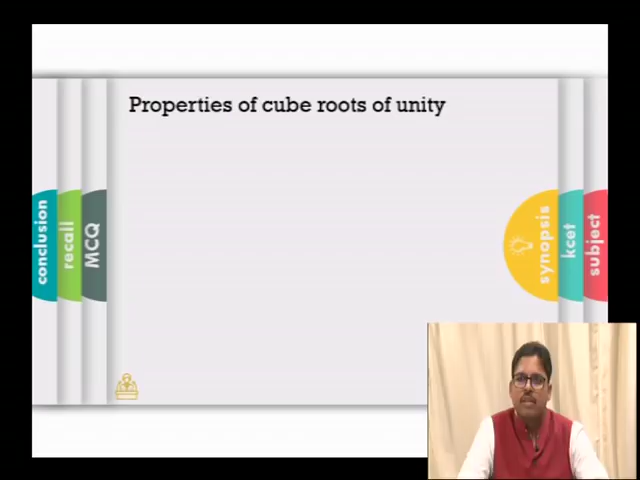 Properties of cube roots of unity
conclusion
recall
MCQ
synopsis
kcet
subject